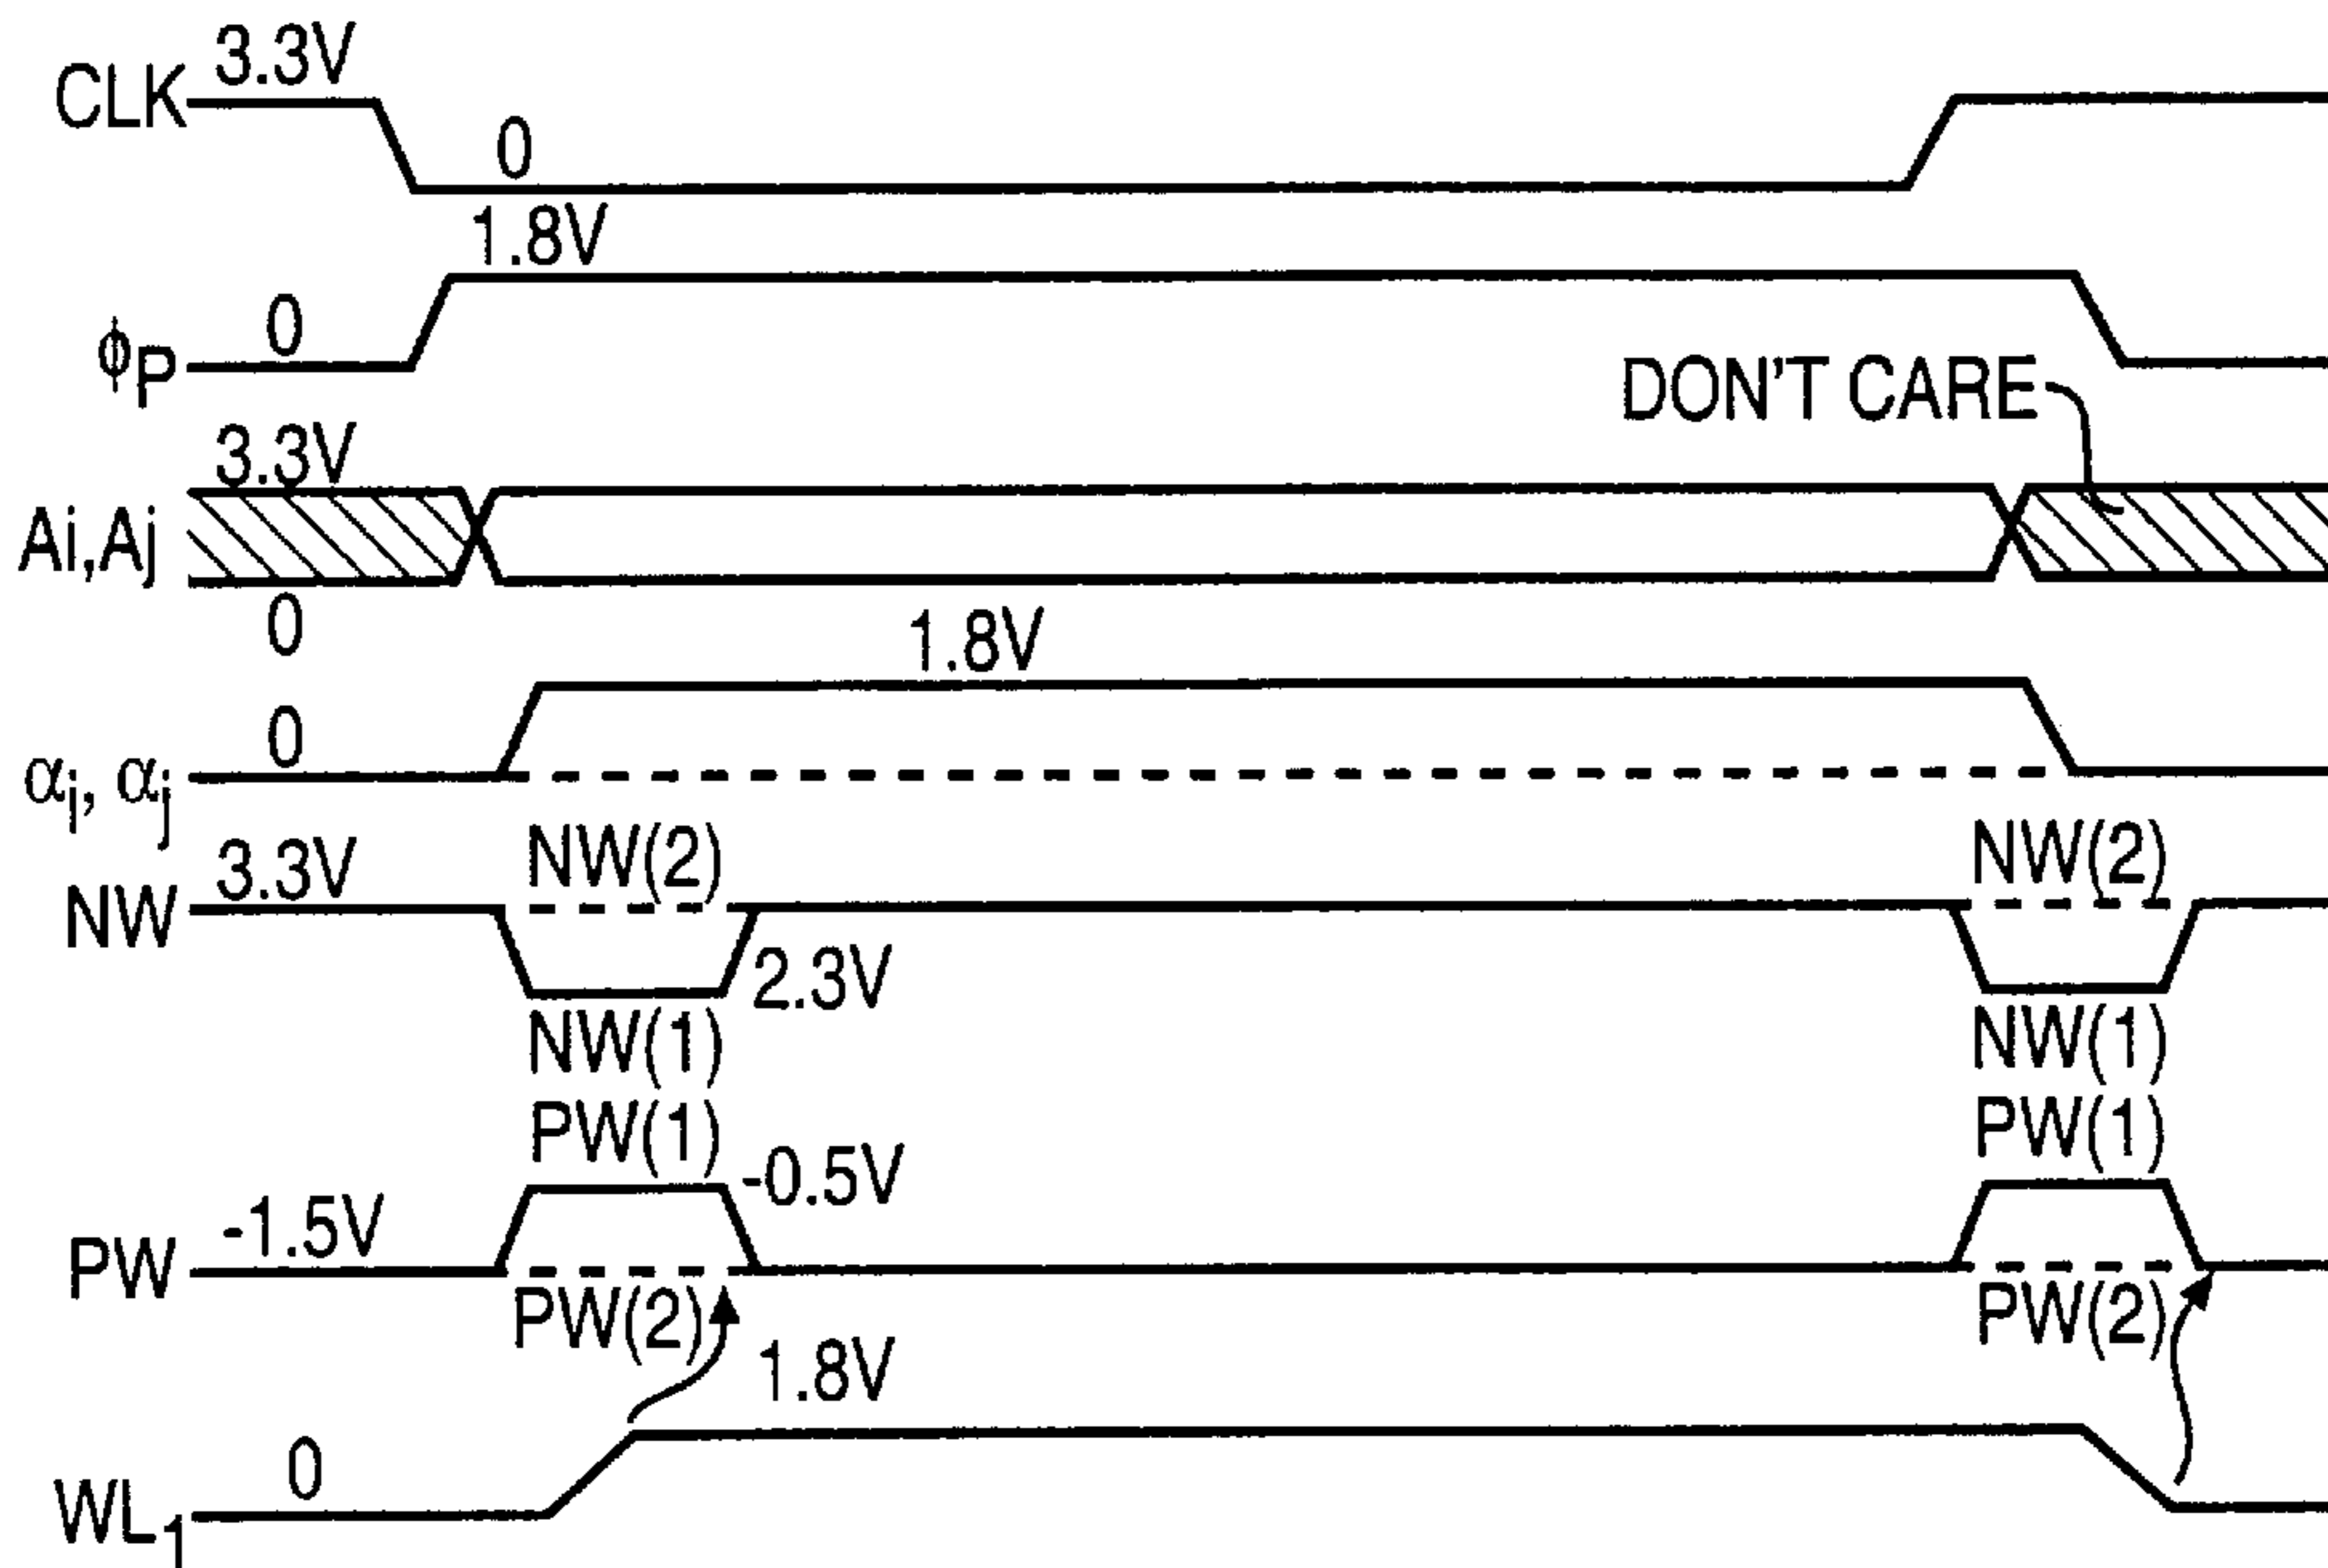 CLK 3.3V
0
1.8V
ϕP 0
DON'T CARE
3.3V
Ai,Aj
0
1.8V
0
αi, αj
NW(2) NW(2)
NW 3.3V
2.3V
NW(1) NW(1)
PW(1) PW(1)
-0.5V
PW -1.5V
PW(2) PW(2)
1.8V
WL1 0